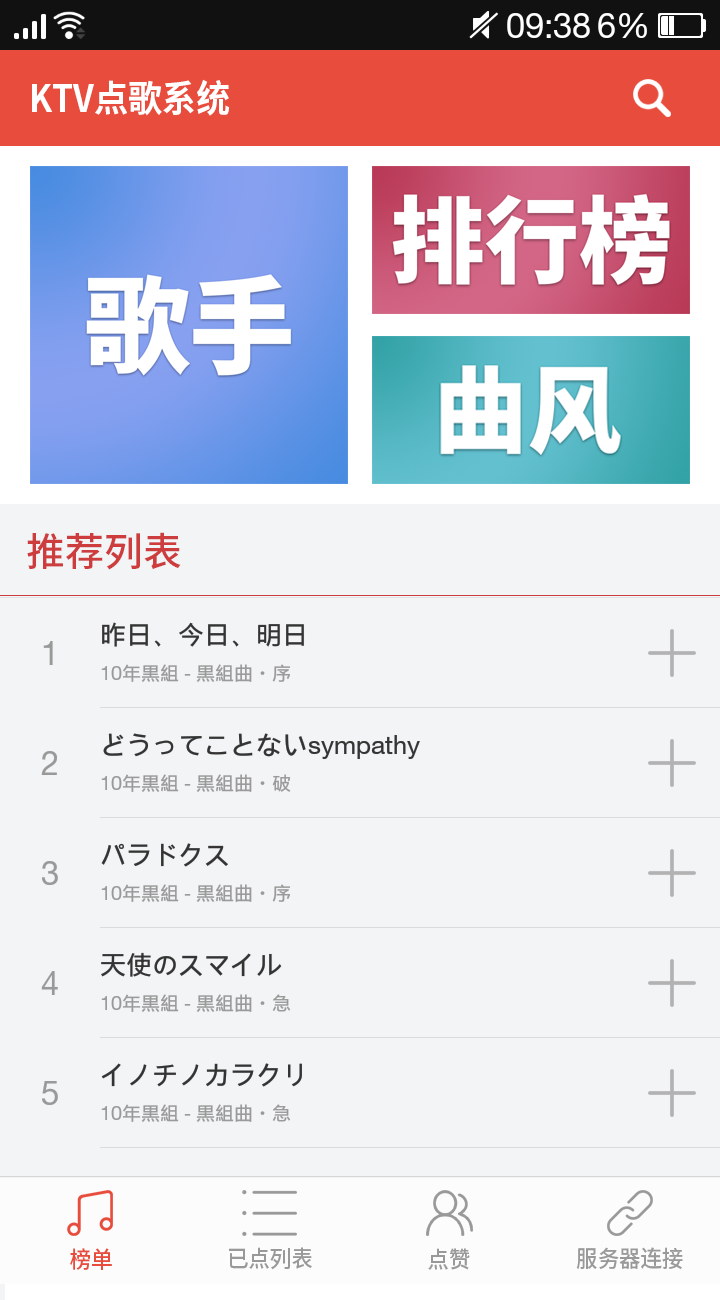 09:38 6%
KTV点歌系统
歌手
排行榜
曲风
推荐列表
1
昨日、今日、明日
10年黒組 - 黒組曲・序
2
どうってことないsympathy
10年黒組 - 黒組曲・破
3
パラドクス
10年黒組 - 黒組曲・序
4
天使のスマイル
10年黒組 - 黒組曲・急
5
イノチノカラクリ
10年黒組 - 黒組曲・急
榜单
已点列表
点赞
服务器连接